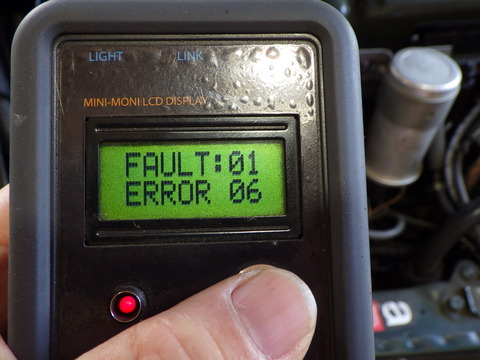 LIGHT LINK
MINI-MONI LCD DISPLAY
FAULT:01
ERROR 06
a